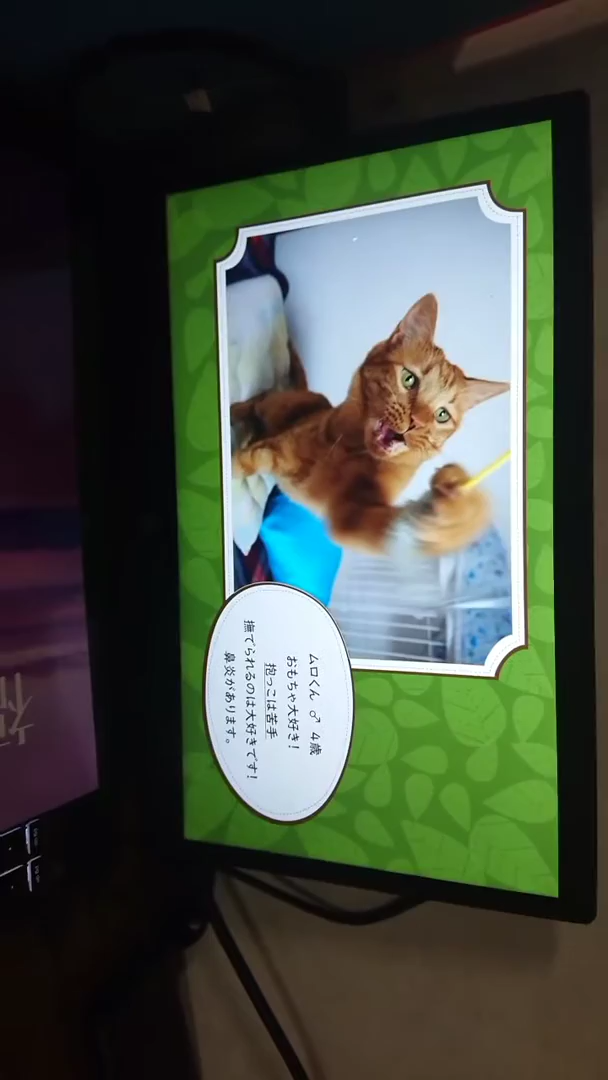 ムロくん ♂ 4歳
おもちゃ大好き!
抱っこは苦手
撫でられるのは大好きです!
鼻炎があります。